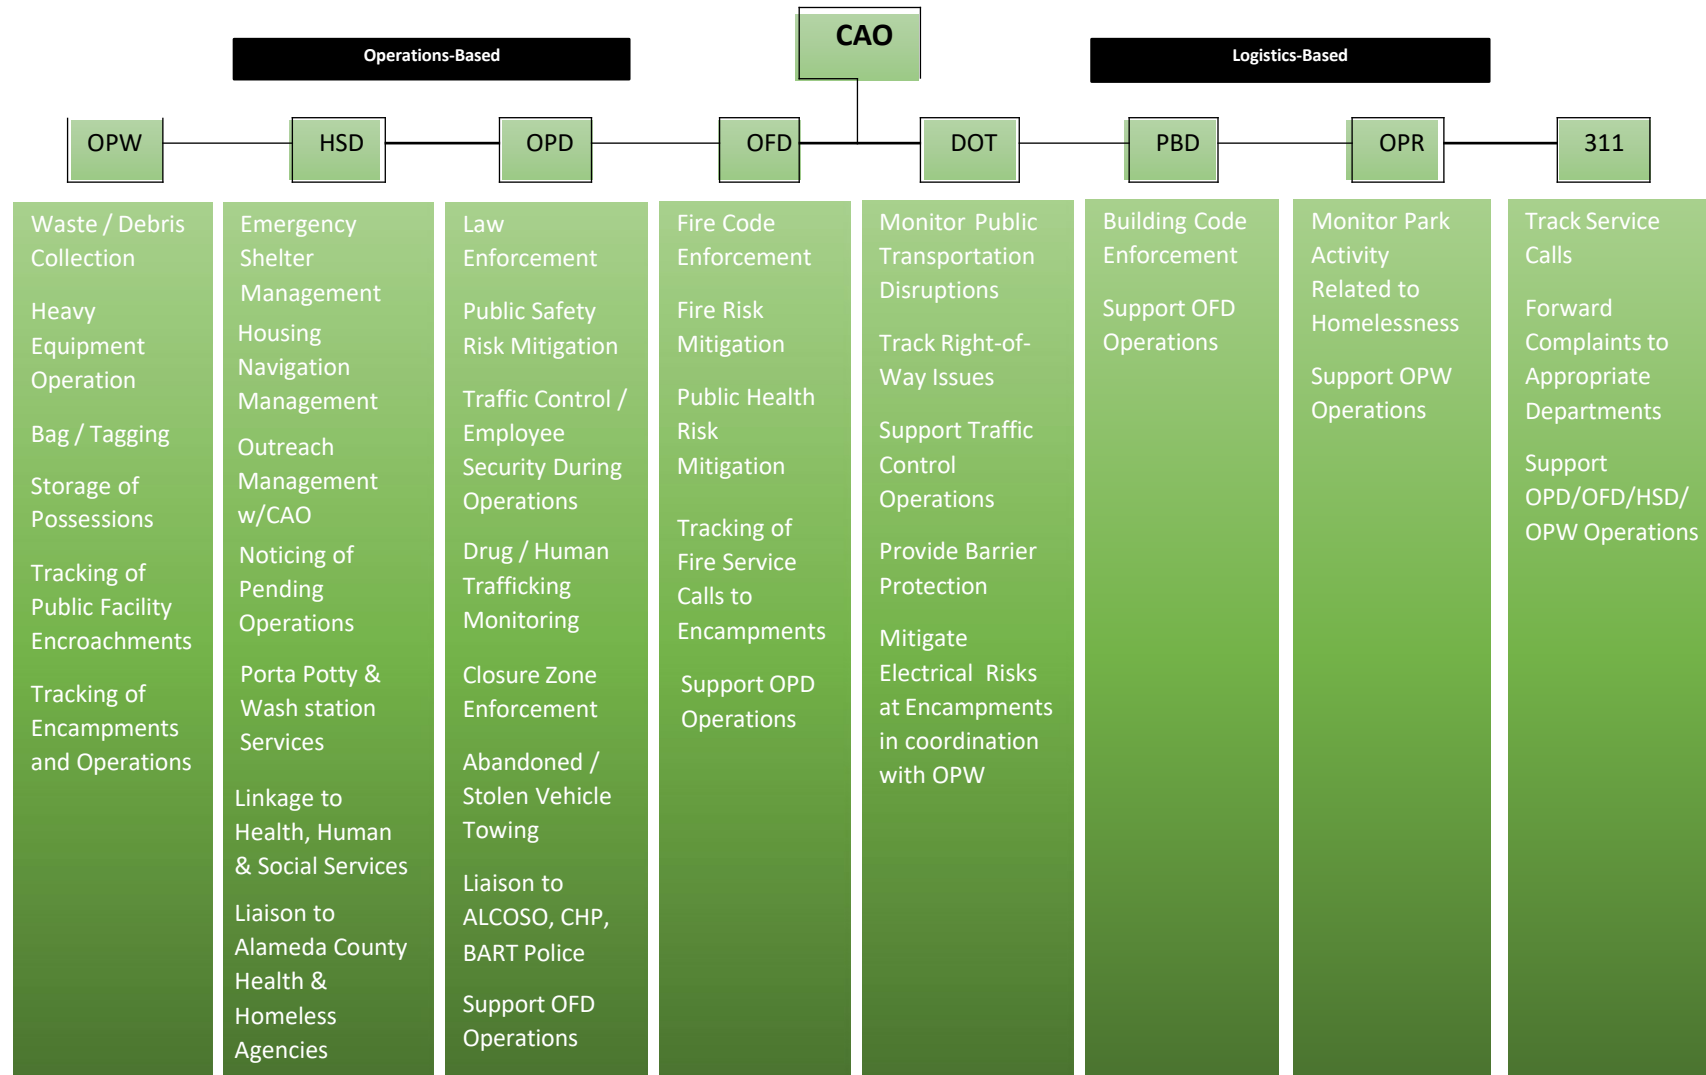 CAO
Operations-Based
Logistics-Based
OPW
HSD
OPD
OFD
DOT
PBD
OPR
311
Waste / Debris
Collection
Heavy
Equipment
Operation
Bag / Tagging
Storage of
Possessions
Tracking of
Public Facility
Encroachments
Tracking of
Encampments
and Operations
Emergency
Shelter
Management
Housing
Navigation
Management
Outreach
Management
w/CAO
Noticing of
Pending
Operations
Porta Potty &
Wash station
Services
Linkage to
Health, Human
& Social Services
Liaison to
Alameda County
Health &
Homeless
Agencies
Law
Enforcement
Public Safety
Risk Mitigation
Traffic Control /
Employee
Security During
Operations
Drug / Human
Trafficking
Monitoring
Closure Zone
Enforcement
Abandoned /
Stolen Vehicle
Towing
Liaison to
ALCOSO, CHP,
BART Police
Support OFD
Operations
Fire Code
Enforcement
Fire Risk
Mitigation
Public Health
Risk
Mitigation
Tracking of
Fire Service
Calls to
Encampments
Support OPD
Operations
Monitor Public
Transportation
Disruptions
Track Right-of-
Way Issues
Support Traffic
Control
Operations
Provide Barrier
Protection
Mitigate
Electrical Risks
at Encampments
in coordination
with OPW
Building Code
Enforcement
Support OFD
Operations
Monitor Park
Activity
Related to
Homelessness
Support OPW
Operations
Track Service
Calls
Forward
Complaints to
Appropriate
Departments
Support
OPD/OFD/HSD/
OPW Operations